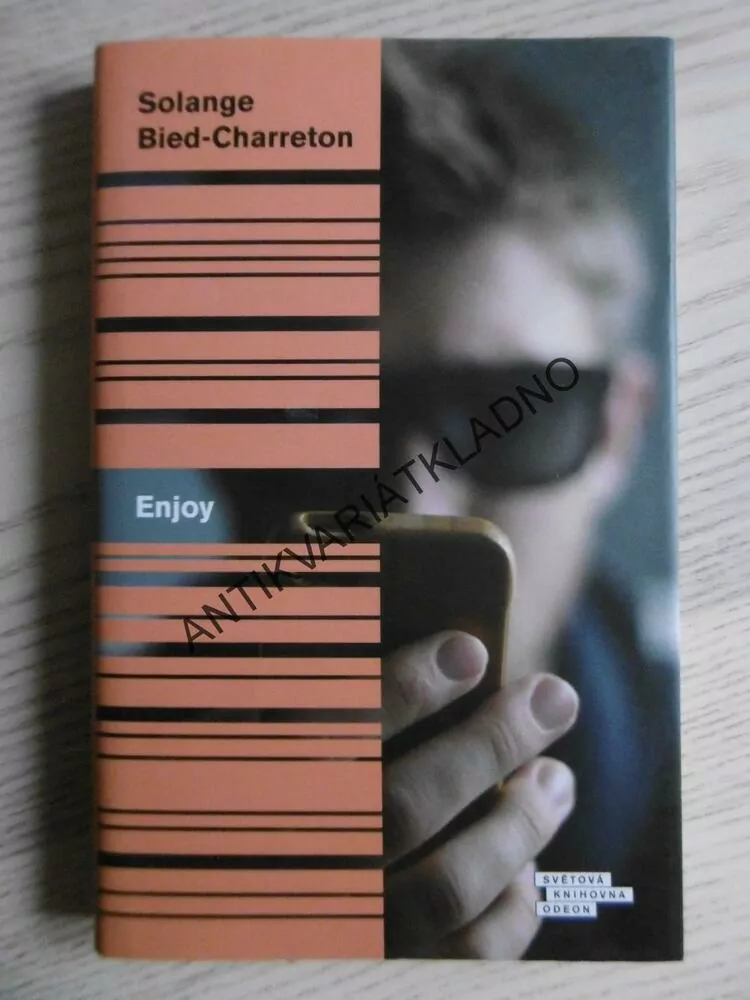 Solange
Bied-Charreton
Enjoy
ANTIKVARIÁTKLADNO
SVĚTOVÁ
KNIHOVNA
ODEON